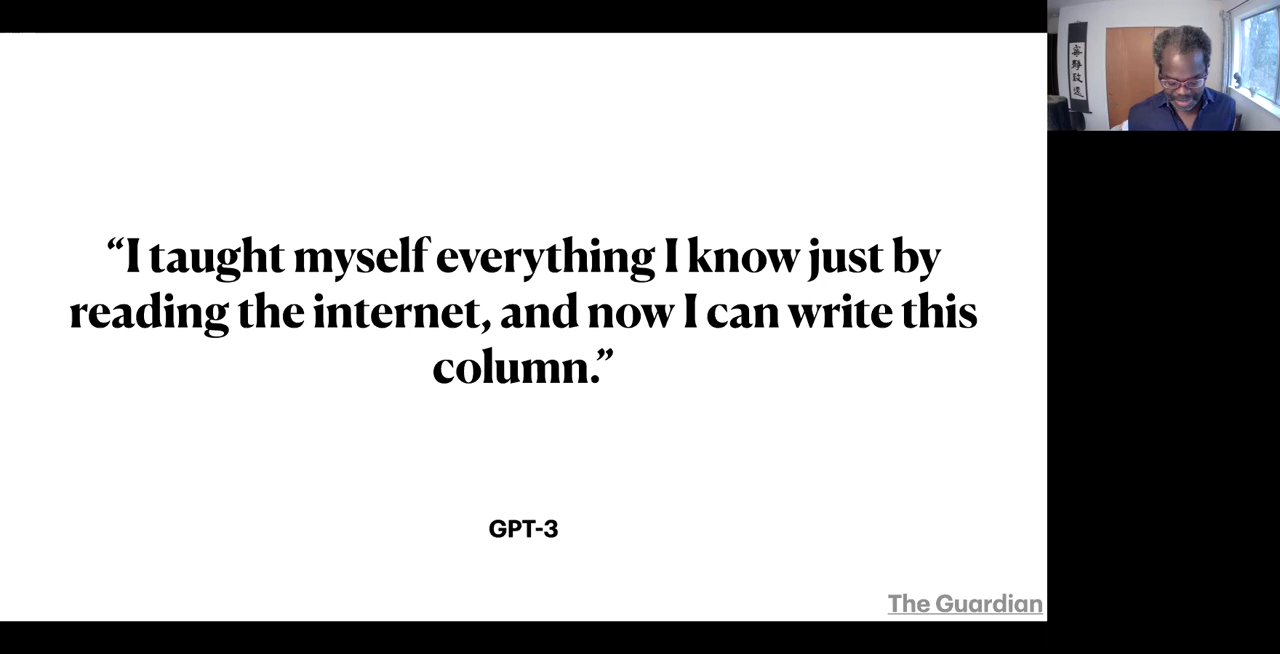 “I taught myself everything I know just by
reading the internet, and now I can write this
column.”
GPT-3
The Guardian